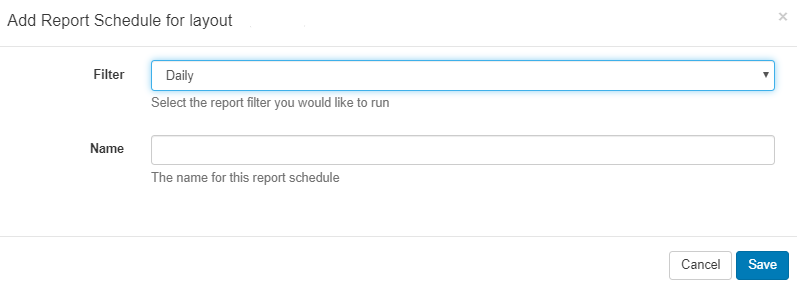 Add Report Schedule for layout
×
Filter
Daily
Select the report filter you would like to run
Name
The name for this report schedule
Cancel
Save